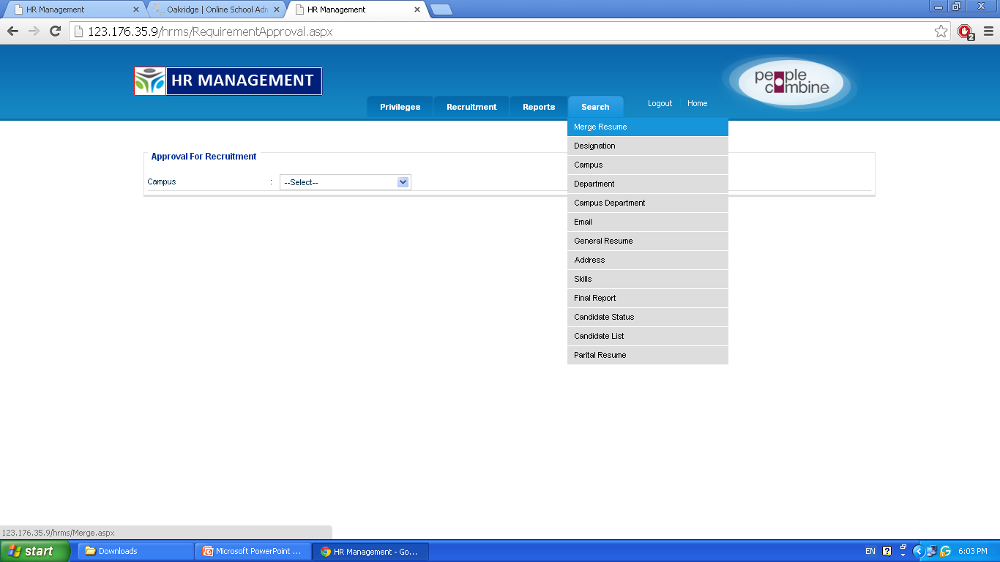 HR Management
Oakridge | Online School Adn
HR Management
123.176.35.9/hrms/RequirementApproval.aspx
2
HR MANAGEMENT
people
combine
Privileges Recruitment Reports Search Logout Home
Merge Resume
Designation
Campus
Department
Campus Department
Email
General Resume
Address
Skills
Final Report
Candidate Status
Candidate List
Parital Resume
Approval For Recruitment
Campus : --Select--
123.176.35.9/hrms/Merge.aspx
start Downloads Microsoft PowerPoint ... HR Management - Go... EN 6:03 PM